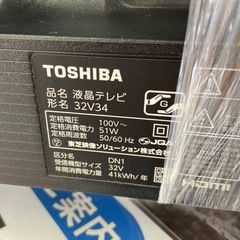 TOSHIBA
品名 液晶テレビ
形名 32V34
定格電圧 100V~
定格消費電力 51W
定格周波数 50/60 Hz
JQA
東芝映像ソリューション株式会社
区分 DN1
受信機型サイズ 32V
年間消費電力量 41kWh/年
HDMI
案内